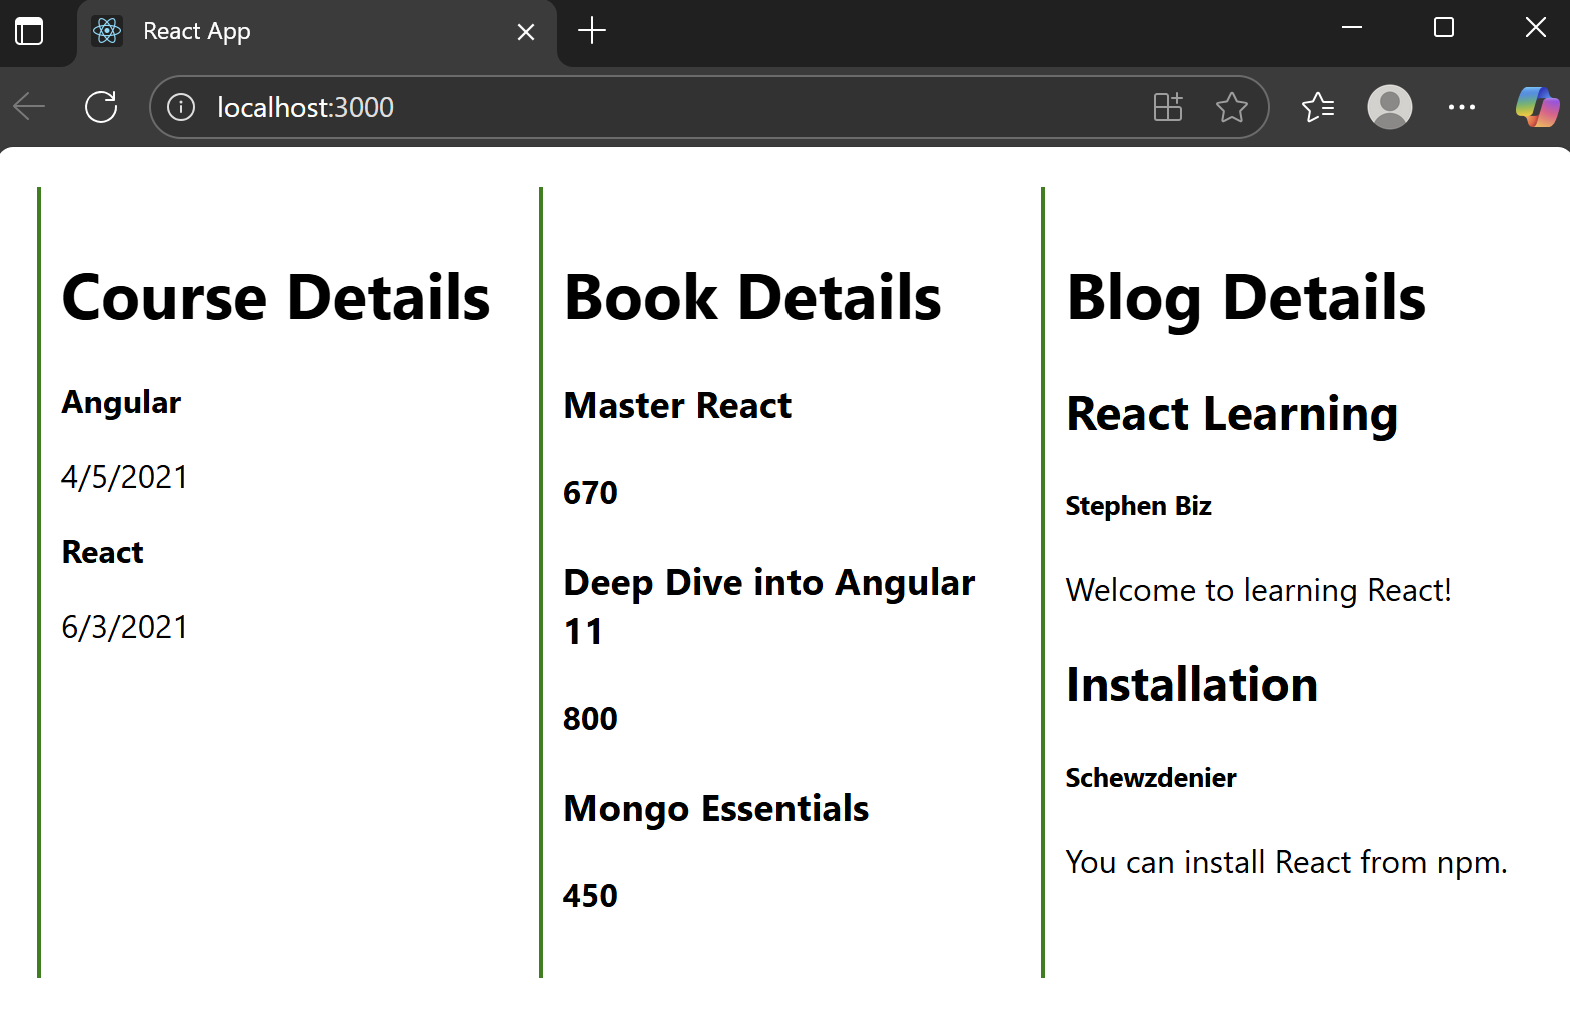 React App
localhost:3000
Course Details
Angular
4/5/2021
React
6/3/2021
Book Details
Master React
670
Deep Dive into Angular
11
800
Mongo Essentials
450
Blog Details
React Learning
Stephen Biz
Welcome to learning React!
Installation
Schewzdenier
You can install React from npm.